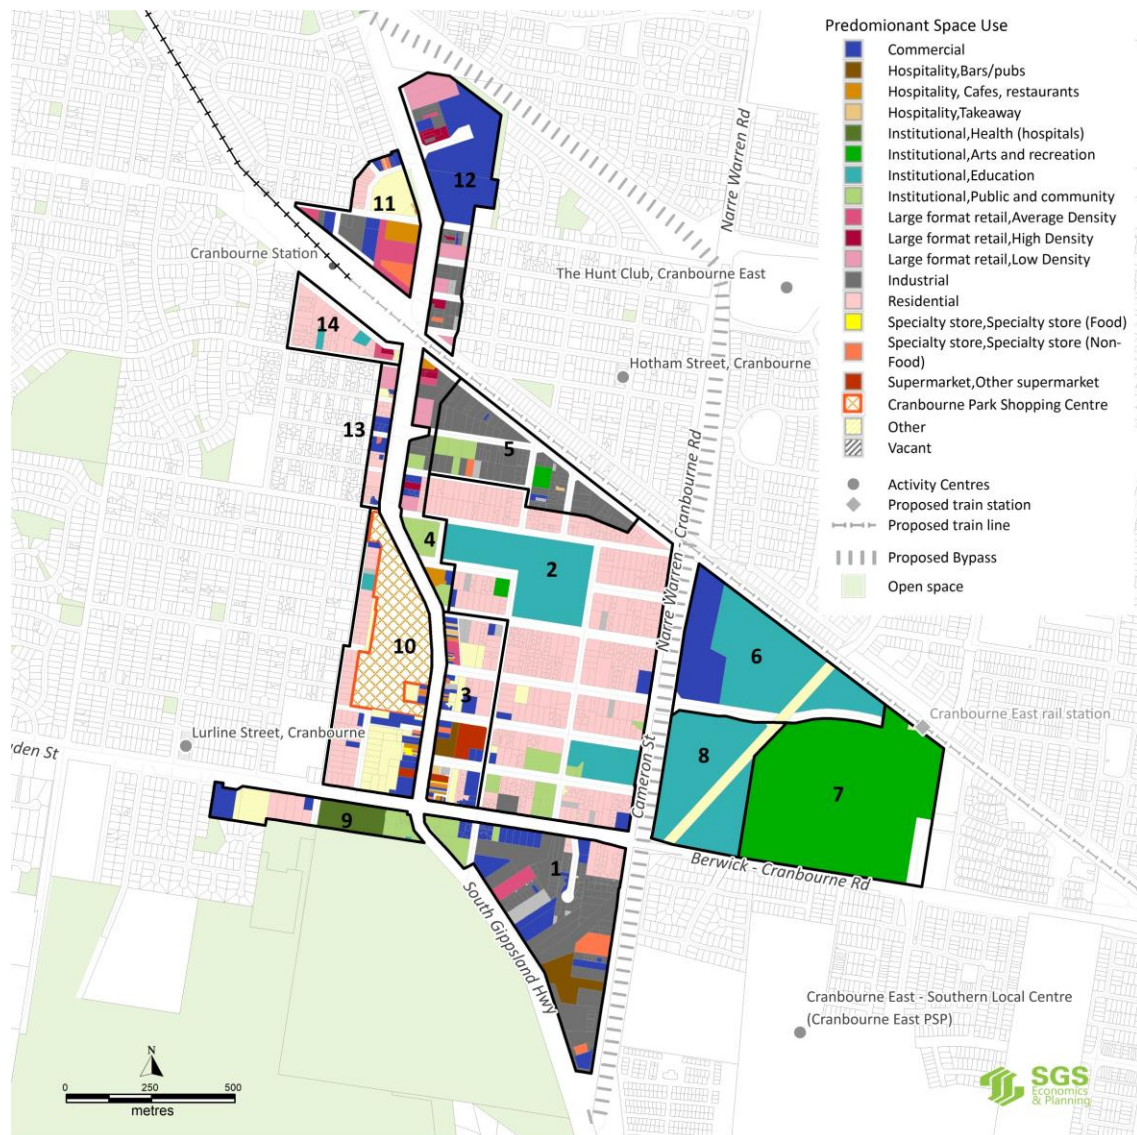 Predomionant Space Use
Commercial
Hospitality,Bars/pubs
Hospitality, Cafes, restaurants
Hospitality,Takeaway
Institutional,Health (hospitals)
Institutional,Arts and recreation
Institutional,Education
Institutional,Public and community
Large format retail,Average Density
Large format retail,High Density
Large format retail,Low Density
Industrial
Residential
Specialty store,Specialty store (Food)
Specialty store,Specialty store (Non-
Food)
Supermarket,Other supermarket
Cranbourne Park Shopping Centre
Other
Vacant
Activity Centres
Proposed train station
Proposed train line
Proposed Bypass
Open space
Narre Warren Rd
12
11
Cranbourne Station
The Hunt Club, Cranbourne East
14
Hotham Street, Cranbourne
13
5
Narre Warren - Cranbourne Rd
4
2
10
6
3
Cranbourne East rail station
Lurline Street, Cranbourne
den St
8
Cameron St
7
9
1
Berwick - Cranbourne Rd
South Gippsland Hwy
Cranbourne East - Southern Local Centre
(Cranbourne East PSP)
N
0 250 500
metres
SGS
Economics
& Planning